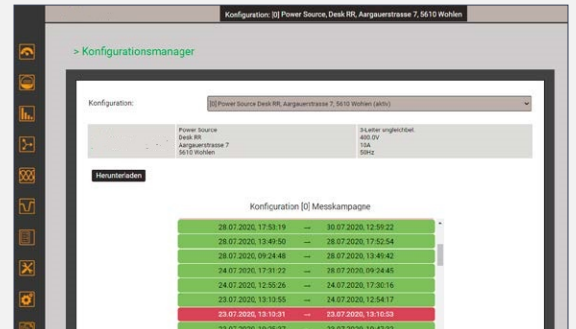 Konfiguration: [0] Power Source, Desk RR, Aargauerstrasse 7, 5610 Wohlen
> Konfigurationsmanager
Konfiguration:
[0] Power Source Desk RR, Aargauerstrasse 7, 5610 Wohlen (aktiv)
Power Source
Desk RR
Aargauerstrasse 7
5610 Wohlen
3-Leiter ungleichbel.
400.0V
10A
50Hz
Herunterladen
Konfiguration [0] Messkampagne
28.07.2020, 17:53:19 → 30.07.2020, 12:59:22
28.07.2020, 13:49:50 → 28.07.2020, 17:52:54
28.07.2020, 09:24:48 → 28.07.2020, 13:49:42
24.07.2020, 17:31:22 → 28.07.2020, 09:24:45
24.07.2020, 12:55:26 → 24.07.2020, 17:30:16
23.07.2020, 13:10:55 → 24.07.2020, 12:54:17
23.07.2020, 13:10:31 → 23.07.2020, 13:10:53